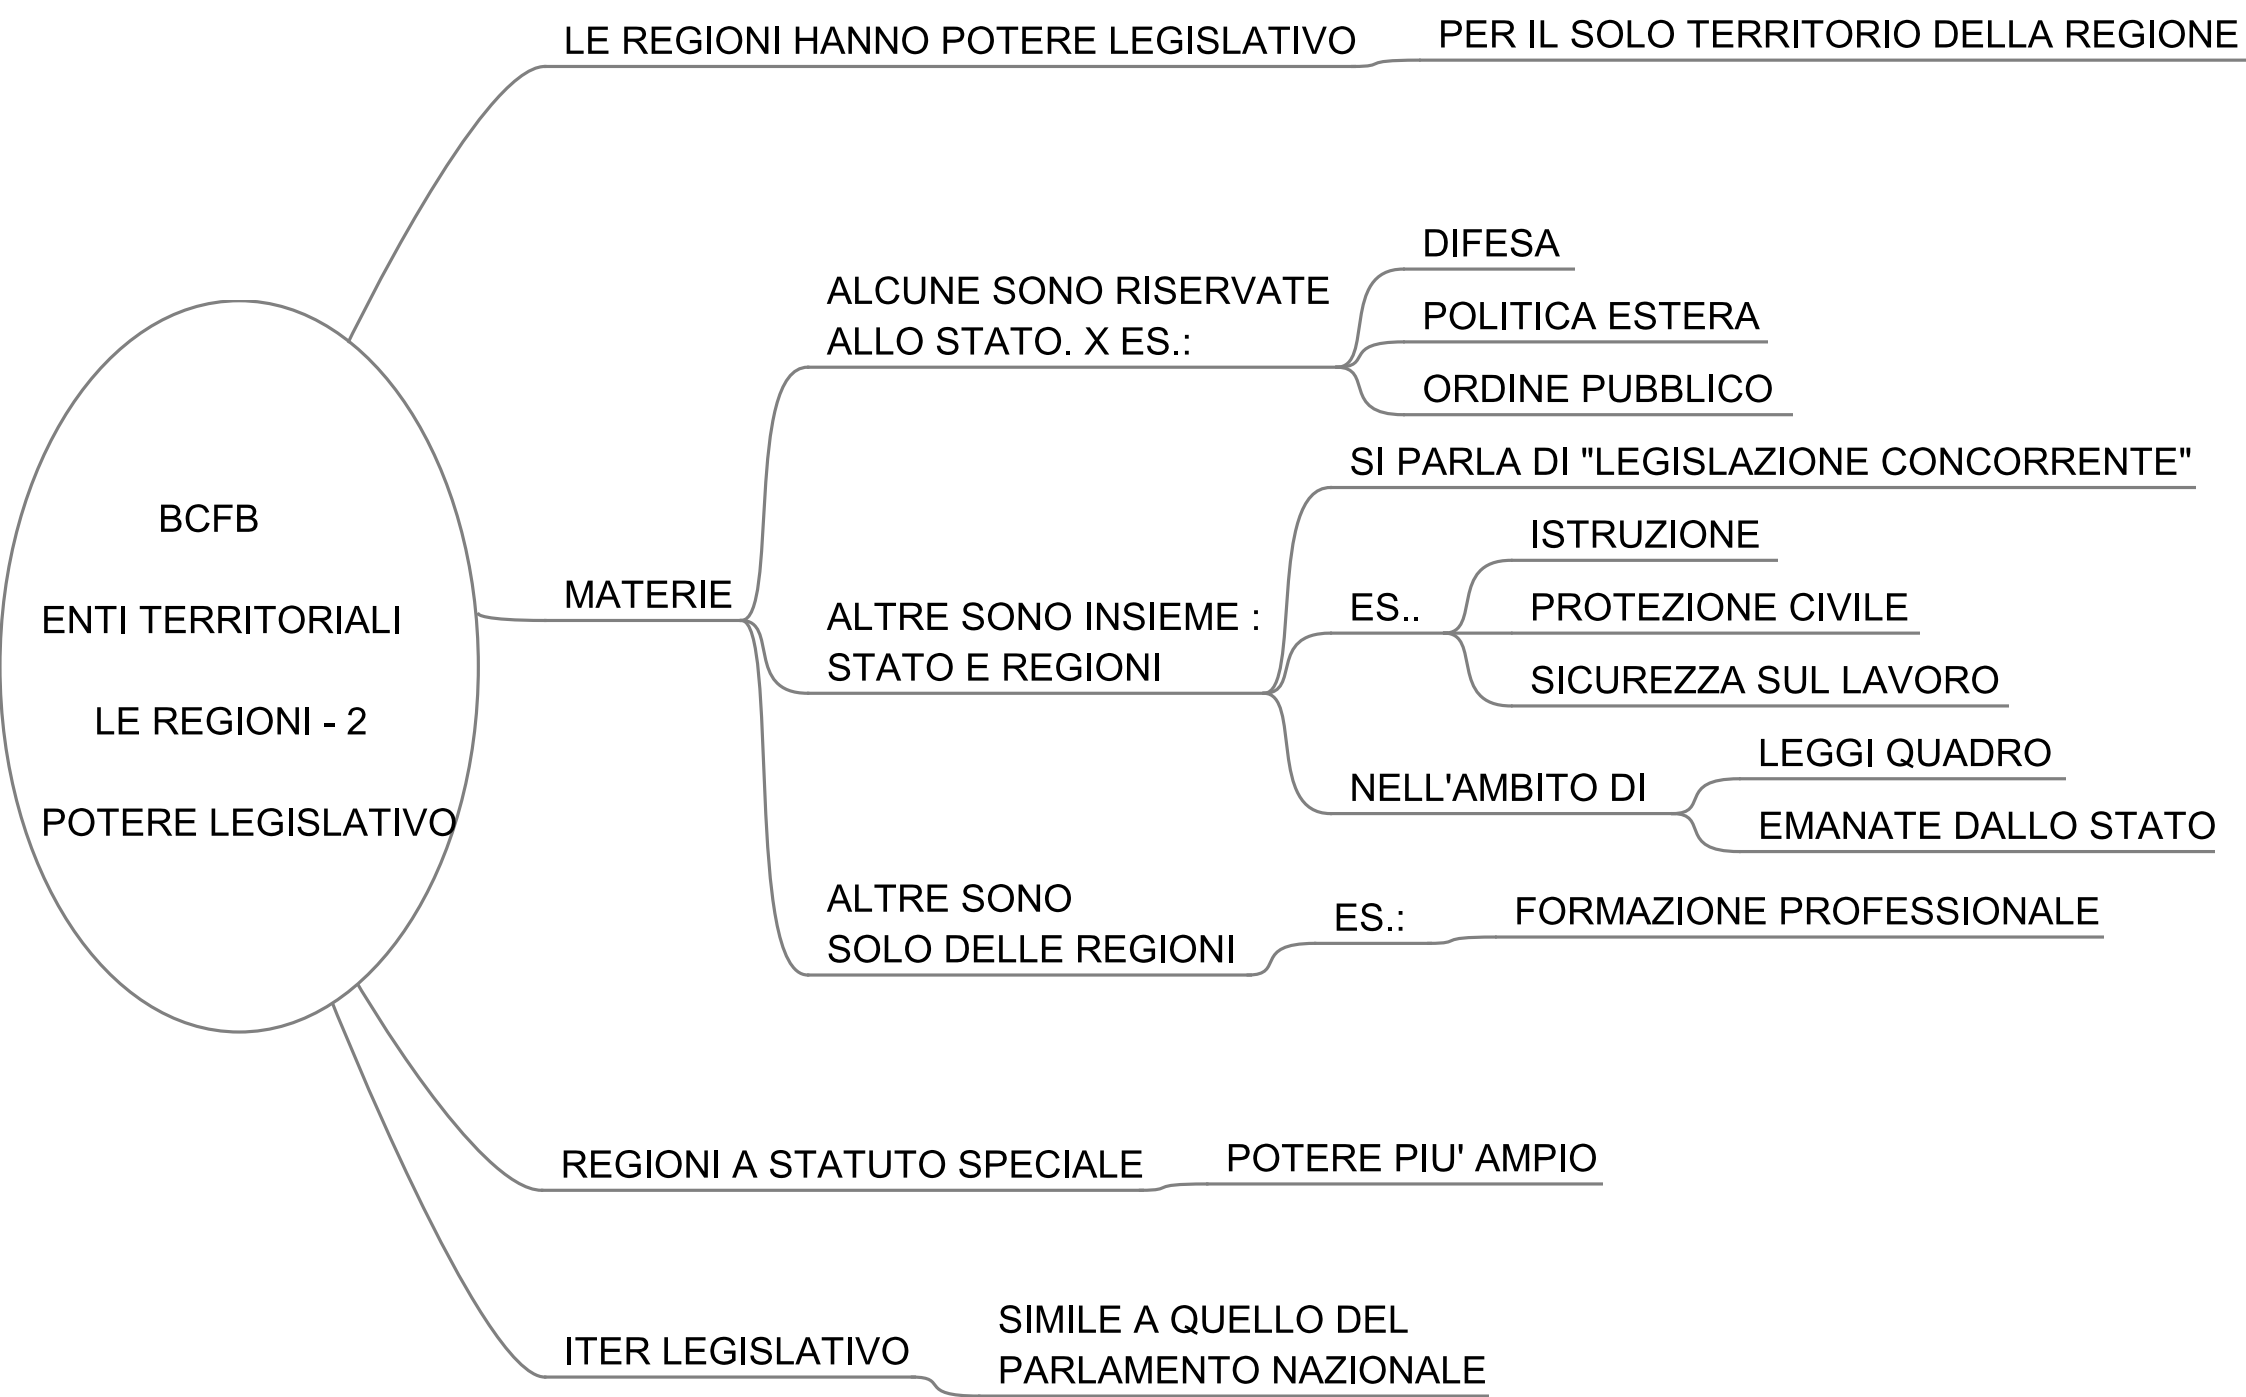 BCFB
ENTI TERRITORIALI
LE REGIONI - 2
POTERE LEGISLATIVO
LE REGIONI HANNO POTERE LEGISLATIVO
PER IL SOLO TERRITORIO DELLA REGIONE
MATERIE
ALCUNE SONO RISERVATE
ALLO STATO. X ES.:
DIFESA
POLITICA ESTERA
ORDINE PUBBLICO
ALTRE SONO INSIEME :
STATO E REGIONI
SI PARLA DI "LEGISLAZIONE CONCORRENTE"
ES..
ISTRUZIONE
PROTEZIONE CIVILE
SICUREZZA SUL LAVORO
NELL'AMBITO DI
LEGGI QUADRO
EMANATE DALLO STATO
ALTRE SONO
SOLO DELLE REGIONI
ES.:
FORMAZIONE PROFESSIONALE
REGIONI A STATUTO SPECIALE
POTERE PIU' AMPIO
ITER LEGISLATIVO
SIMILE A QUELLO DEL
PARLAMENTO NAZIONALE